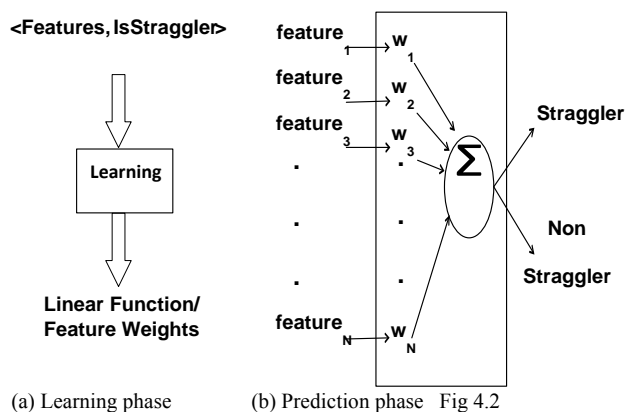 <Features, IsStraggler>
Learning
Linear Function/
Feature Weights
(a) Learning phase
feature 1
w 1
feature 2
w 2
feature 3
w 3
.
.
.
.
.
.
feature N
w N
Σ
Straggler
Non
Straggler
(b) Prediction phase Fig 4.2